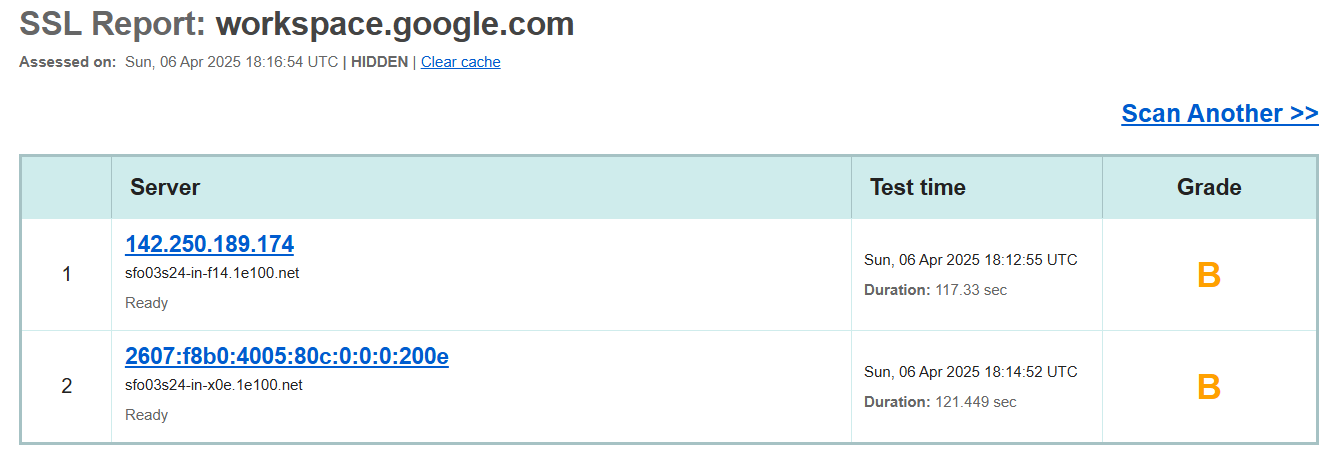 SSL Report: workspace.google.com
Assessed on: Sun, 06 Apr 2025 18:16:54 UTC | HIDDEN | Clear cache
Scan Another >>
Server Test time Grade
1
142.250.189.174
sfo03s24-in-f14.1e100.net
Ready
Sun, 06 Apr 2025 18:12:55 UTC
Duration: 117.33 sec
B
2
2607:f8b0:4005:80c:0:0:0:200e
sfo03s24-in-x0e.1e100.net
Ready
Sun, 06 Apr 2025 18:14:52 UTC
Duration: 121.449 sec
B